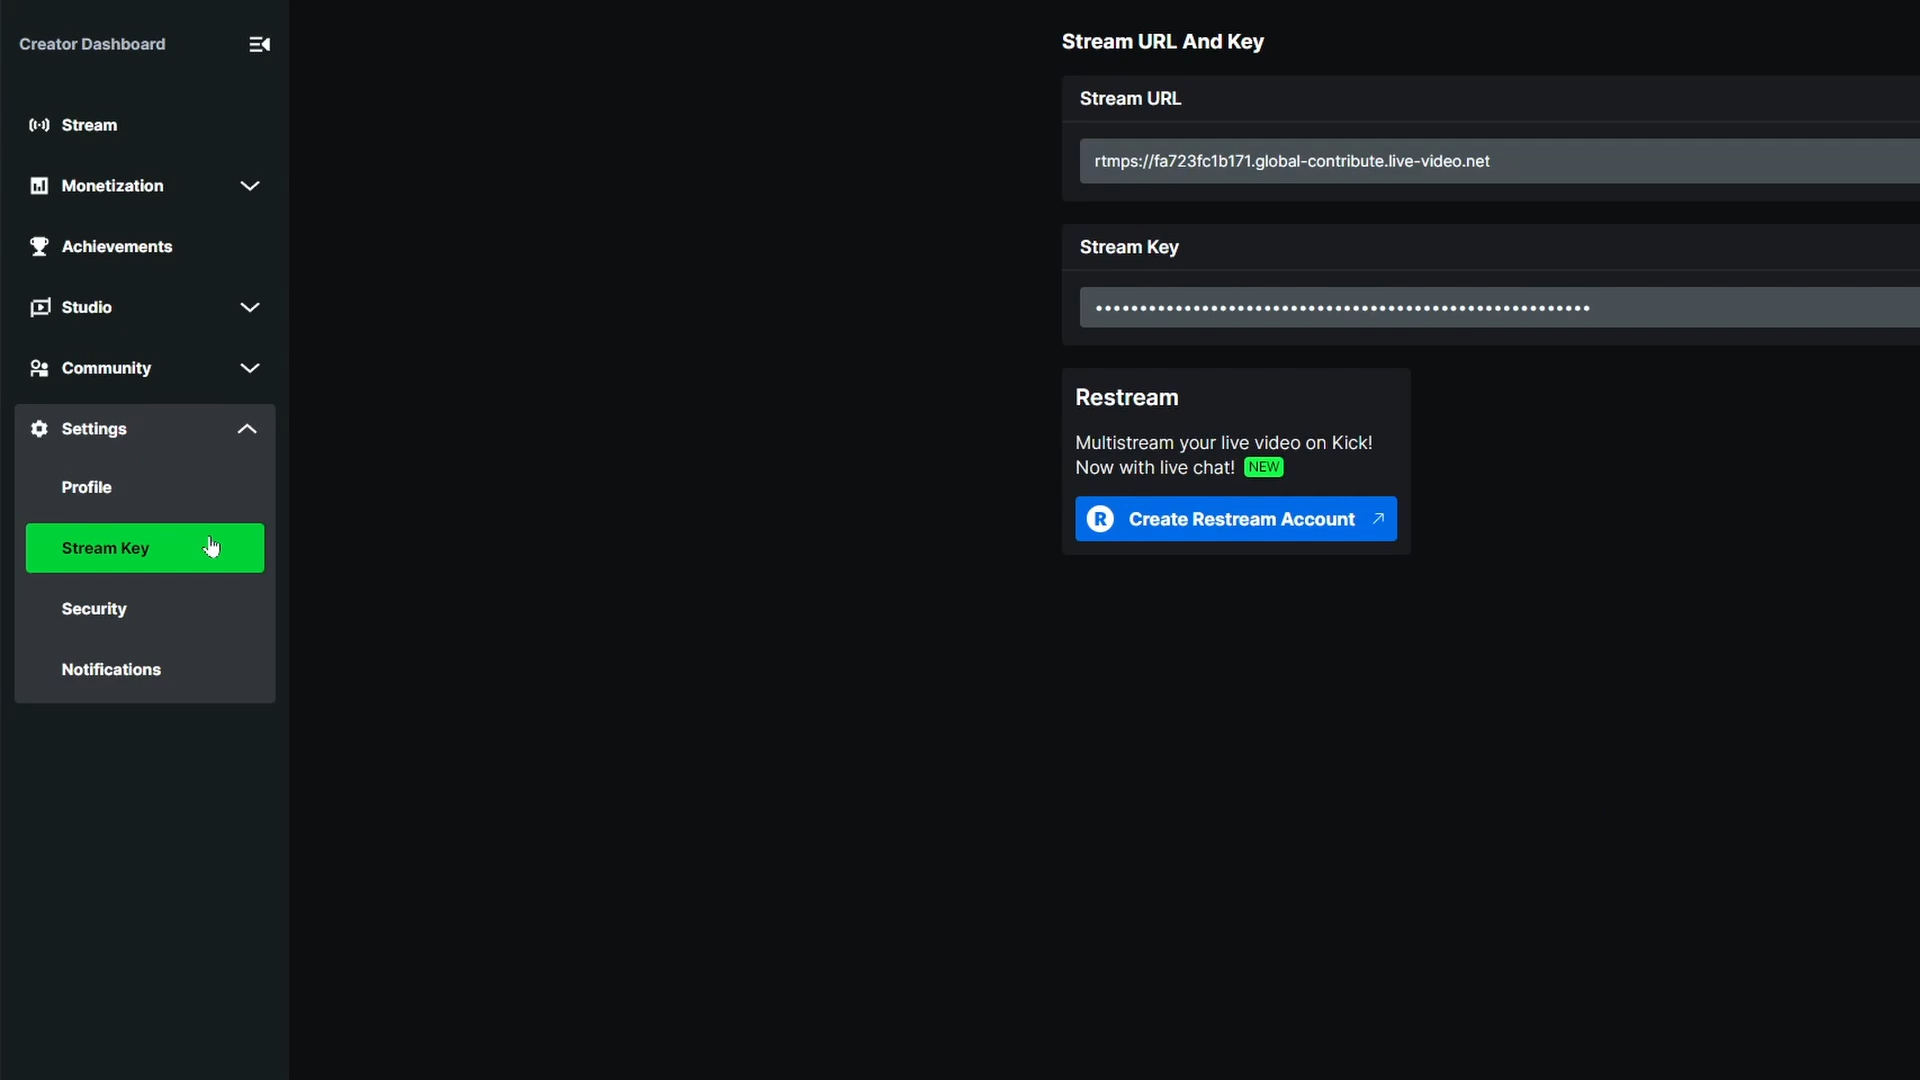 Creator Dashboard
Stream
Monetization
Achievements
Studio
Community
Settings
Profile
Stream Key
Security
Notifications
Stream URL And Key
Stream URL
rtmps://fa723fc1b171.global-contribute.live-video.net
Stream Key
Restream
Multistream your live video on Kick!
Now with live chat! NEW
R Create Restream Account